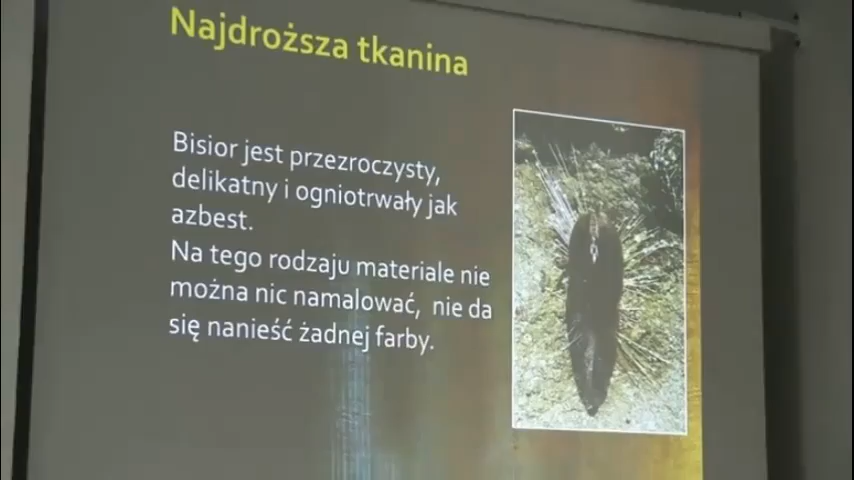 Najdroższa tkanina
Bisior jest przezroczysty,
delikatny i ogniotrwały jak
azbest.
Na tego rodzaju materiale nie
można nic namalować, nie da
się nanieść żadnej farby.